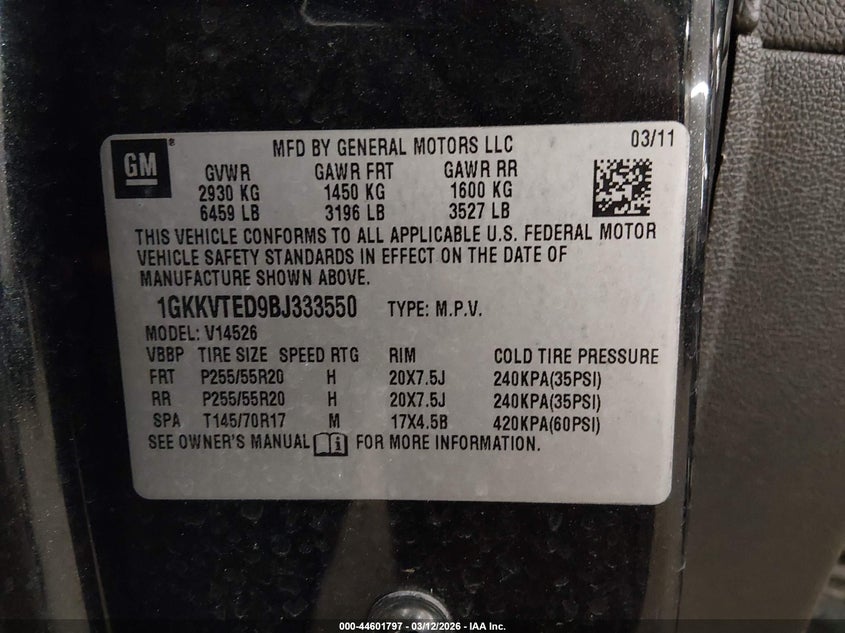 GM®
MFD BY GENERAL MOTORS LLC 03/11
GVWR GAWR FRT GAWR RR
2930 KG 1450 KG 1600 KG
6459 LB 3196 LB 3527 LB
THIS VEHICLE CONFORMS TO ALL APPLICABLE U.S. FEDERAL MOTOR
VEHICLE SAFETY STANDARDS IN EFFECT ON THE DATE OF
MANUFACTURE SHOWN ABOVE.
1GKKVTED9BJ333550 TYPE: M.P.V.
MODEL: V14526
VBBP TIRE SIZE SPEED RTG RIM COLD TIRE PRESSURE
FRT P255/55R20 H 20X7.5J 240KPA(35PSI)
RR P255/55R20 H 20X7.5J 240KPA(35PSI)
SPA T145/70R17 M 17X4.5B 420KPA(60PSI)
SEE OWNER'S MANUAL FOR MORE INFORMATION.
000-44601797 - 03/12/2026 - IAA Inc.